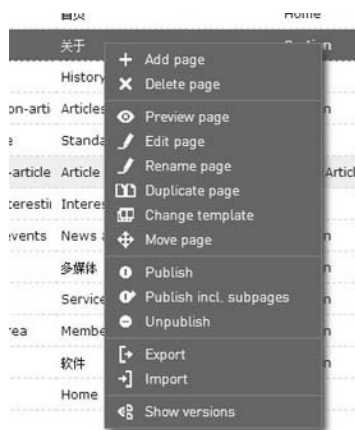 首页 Home
关于
Add page
History
Delete page
on-arti Articles
Preview page
Standa
Edit page
-article Article
Rename page
Articl
Duplicate page
terestii Interes
Change template
vents News
Move page
多媒体
Publish
Service
Publish incl. subpages
rea Membe
Unpublish
软件
Export
Home
Import
Show versions